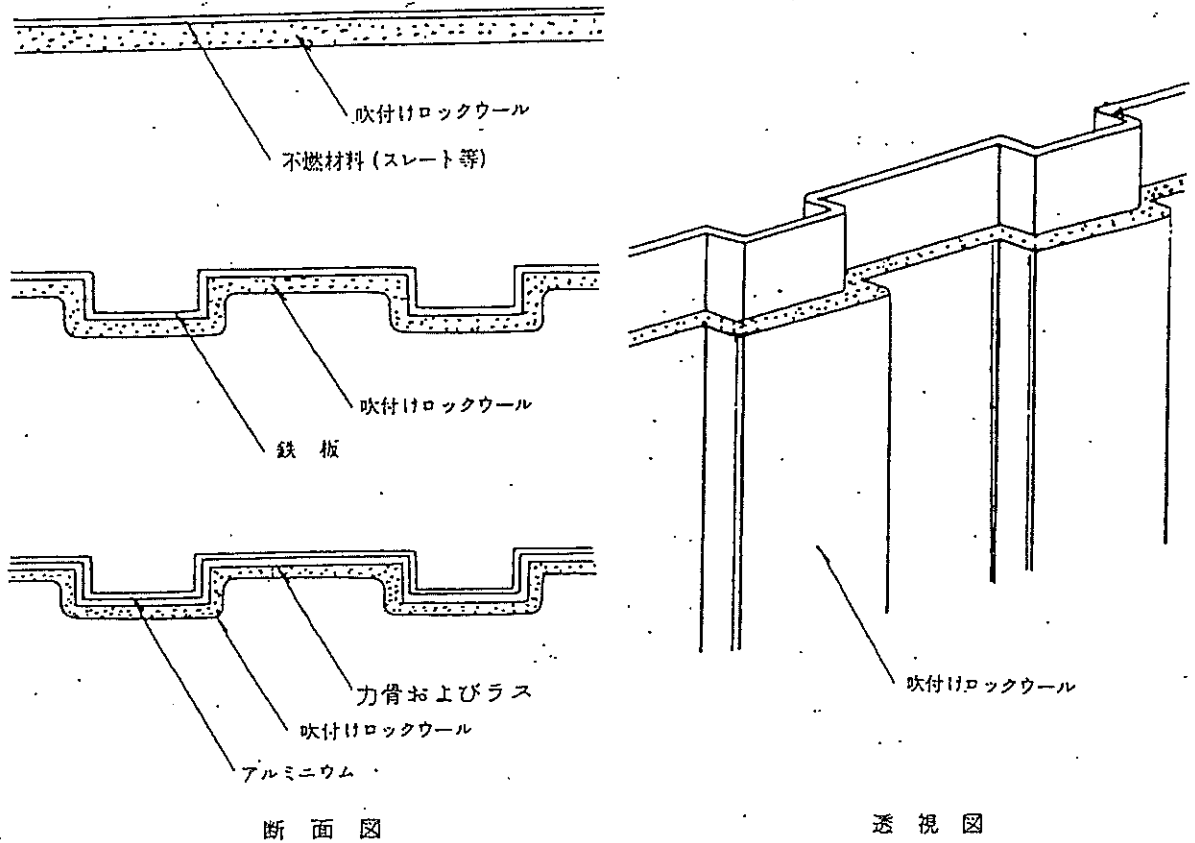 吹付けロックウール
不燃材料(スレート等)
吹付けロックウール
鉄板
力骨およびラス
吹付けロックウール
アルミニウム
断面図
吹付けロックウール
透視図